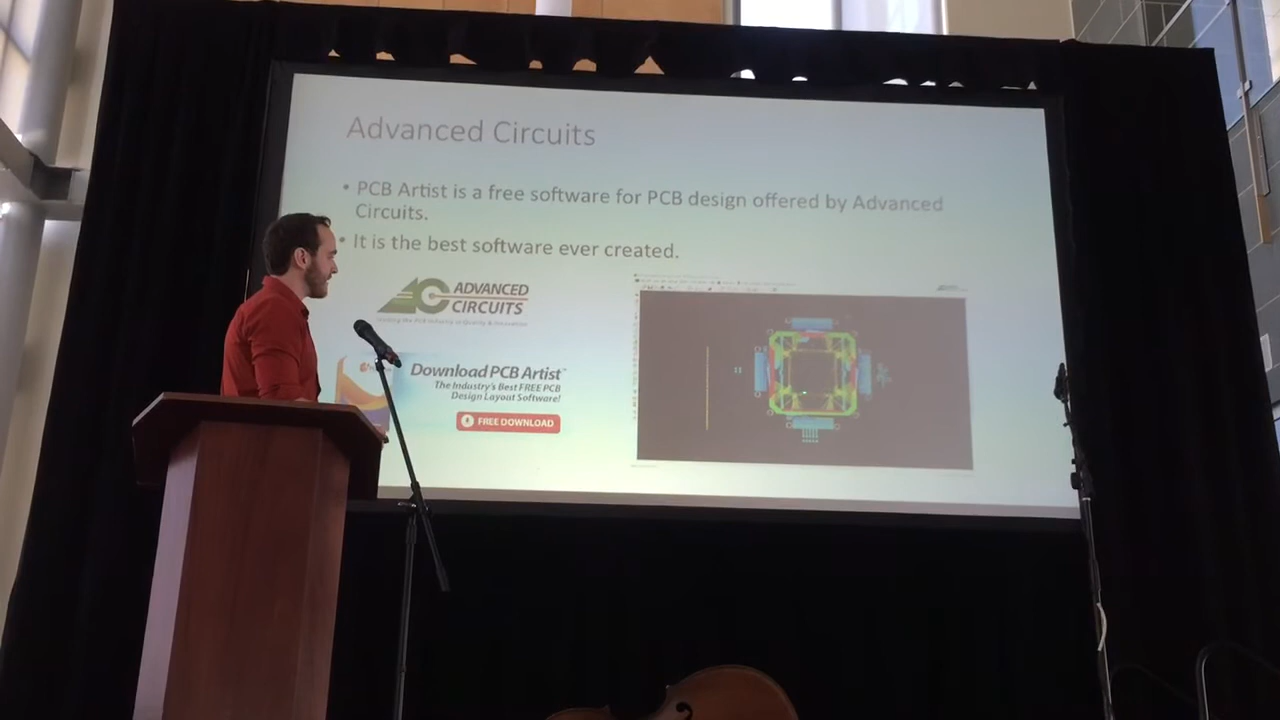 Advanced Circuits
• PCB Artist is a free software for PCB design offered by Advanced
Circuits.
• It is the best software ever created.
ADVANCED
CIRCUITS
Download PCB Artist™
The Industry's Best FREE PCB
Design Layout Software!
FREE DOWNLOAD